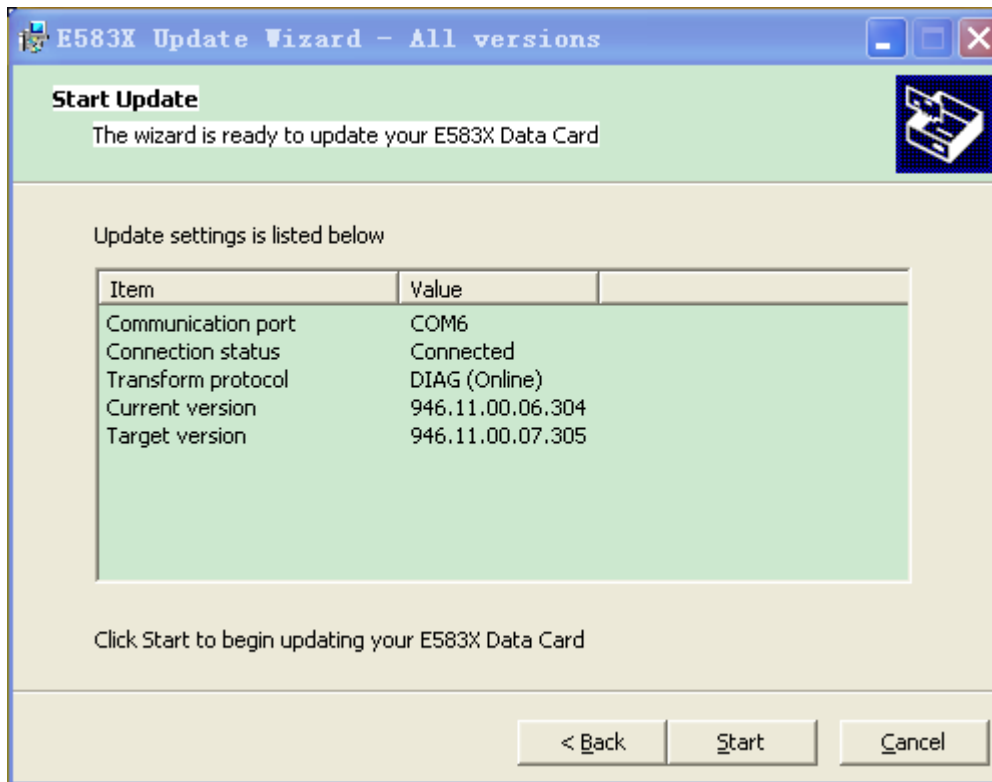 E583X Update Wizard - All versions
Start Update
The wizard is ready to update your E583X Data Card
Update settings is listed below
Item Value
Communication port COM6
Connection status Connected
Transform protocol DIAG (Online)
Current version 946.11.00.06.304
Target version 946.11.00.07.305
Click Start to begin updating your E583X Data Card
< Back Start Cancel